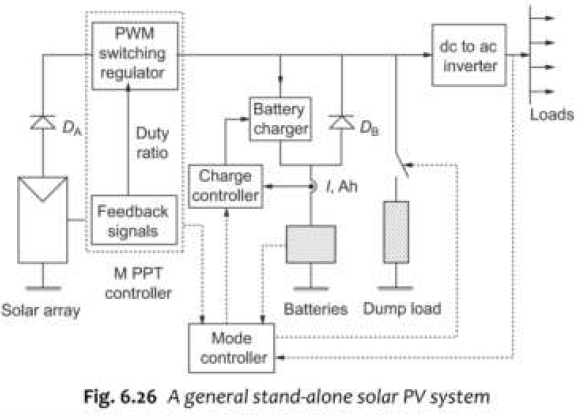 PWM
switching
regulator
dc to ac
inverter
Loads
Battery
charger
DA
DB
Duty
ratio
Charge
controller
I, Ah
Feedback
signals
M PPT
controller
Solar array
Batteries
Dump load
Mode
controller
Fig. 6.26 A general stand-alone solar PV system